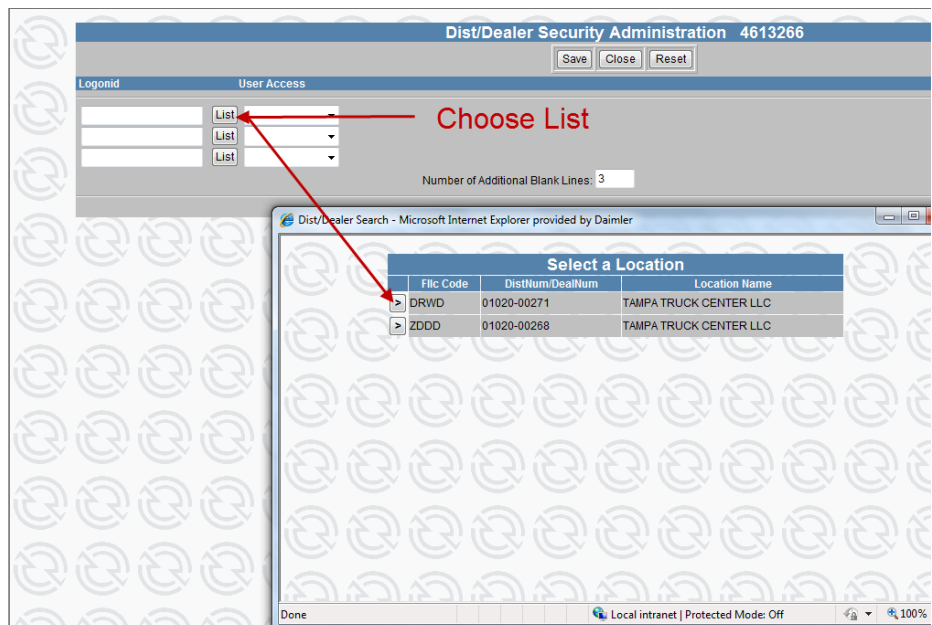 Dist/Dealer Security Administration 4613266
Save Close Reset
Logonid User Access
List
Choose List
List
List
Number of Additional Blank Lines: 3
Dist/Dealer Search - Microsoft Internet Explorer provided by Daimler
Select a Location
Fllc Code DistNum/DealNum Location Name
> DRWD 01020-00271 TAMPA TRUCK CENTER LLC
> ZDDD 01020-00268 TAMPA TRUCK CENTER LLC
Done Local intranet | Protected Mode: Off 100%